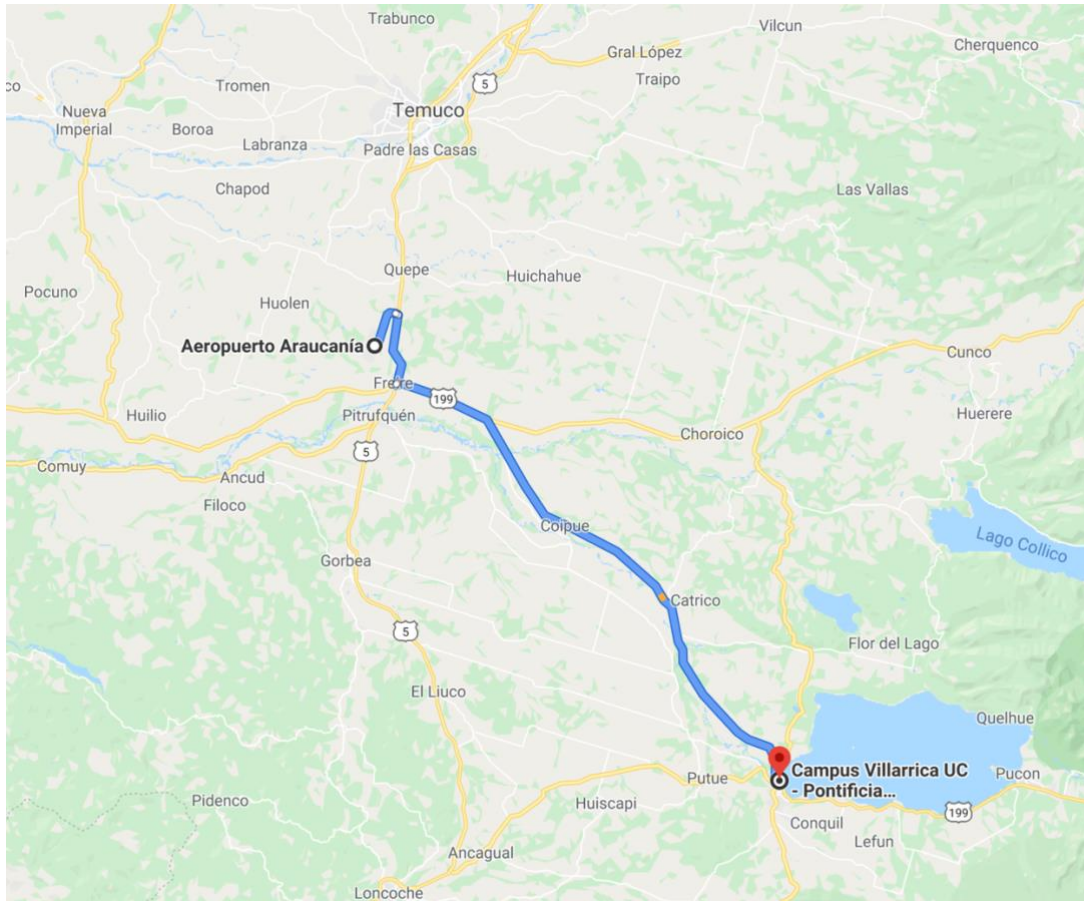 Trabunco
Vilcun
Gral López
Cherquenco
Tromen
Traipo
5
co
Nueva
Imperial
Temuco
Boroa
Labranza
Padre las Casas
Chapod
Las Vallas
Quepe
Huichahue
Pocuno
Huolen
Aeropuerto Araucanía
Cunco
Freire
199
Huilio
Pitrufquén
Huerere
Choroico
5
Comuy
Ancud
Filoco
Coipue
Lago Collico
Gorbea
Catrico
5
Flor del Lago
El Liuco
Quelhue
Campus Villarrica UC
- Pontificia...
Putue
Pucon
Pidenco
Huiscapi
199
Conquil
Lefun
Ancagual
Loncoche